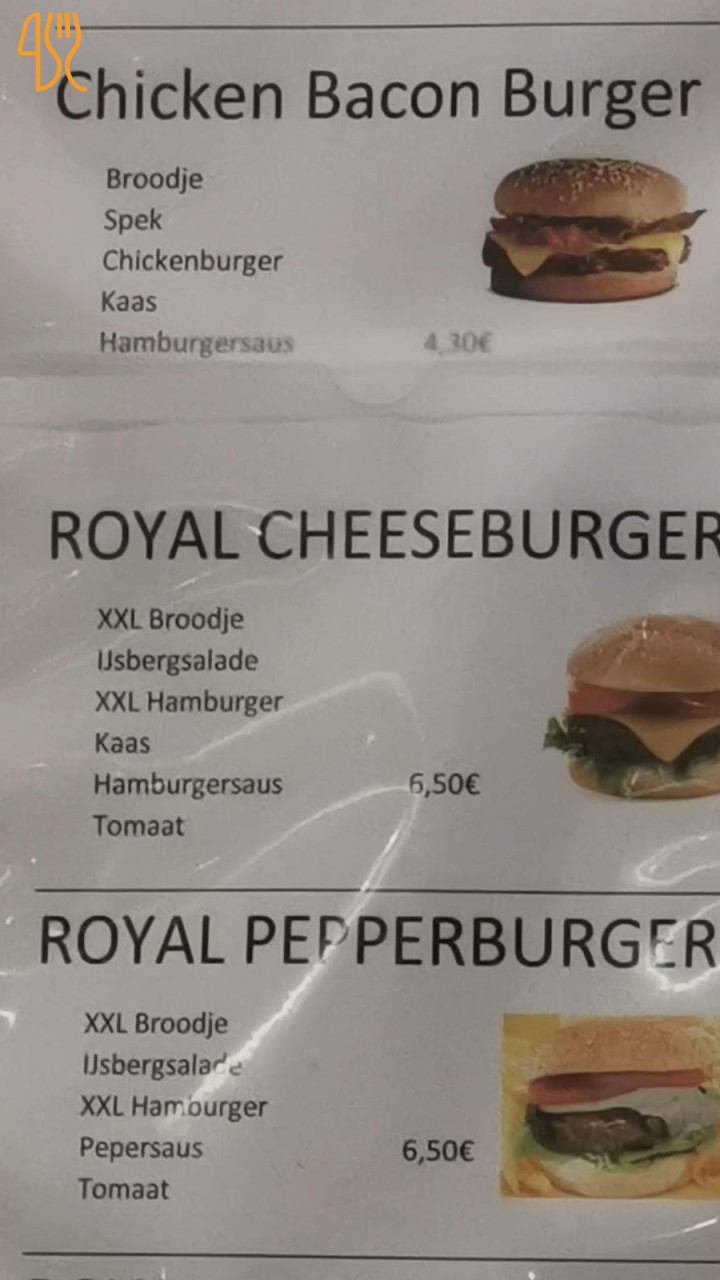 Chicken Bacon Burger
Broodje
Spek
Chickenburger
Kaas
Hamburgersaus 4,30€
ROYAL CHEESEBURGER
XXL Broodje
IJsbergsalade
XXL Hamburger
Kaas
Hamburgersaus 6,50€
Tomaat
ROYAL PEPPERBURGER
XXL Broodje
IJsbergsalade
XXL Hamburger
Pepersaus 6,50€
Tomaat